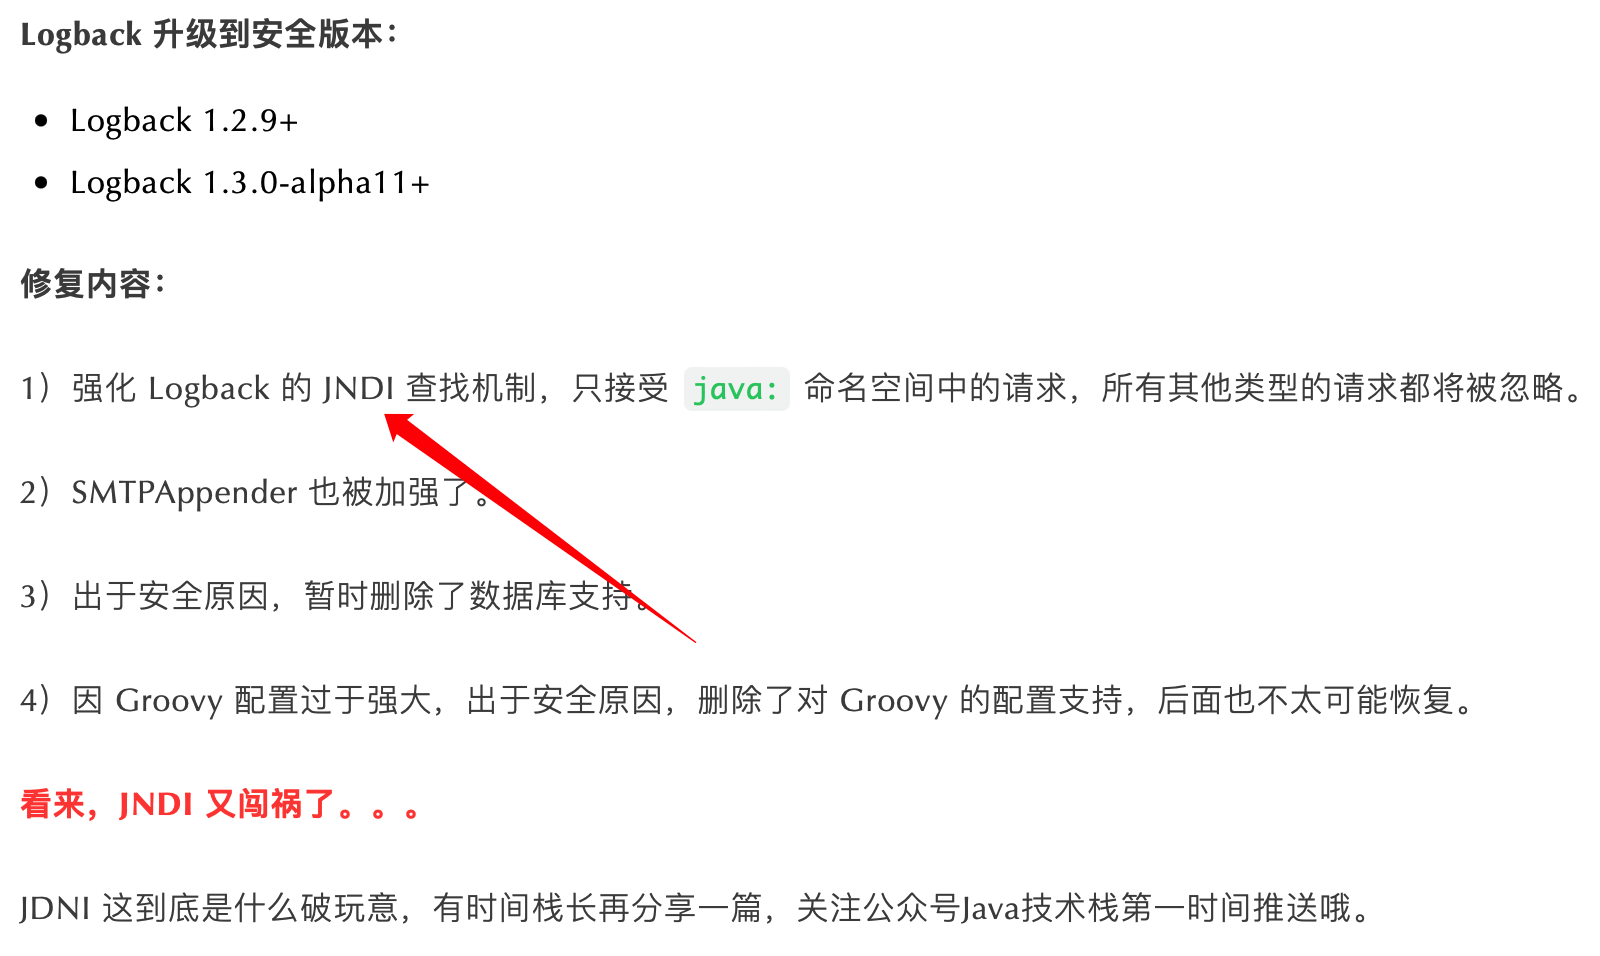 Logback 升级到安全版本：
Logback 1.2.9+
Logback 1.3.0-alpha11+
修复内容：
1）强化 Logback 的 JNDI 查找机制，只接受 java: 命名空间中的请求，所有其他类型的请求都将被忽略。
2）SMTPAppender 也被加强了。
3）出于安全原因，暂时删除了数据库支持。
4）因 Groovy 配置过于强大，出于安全原因，删除了对 Groovy 的配置支持，后面也不太可能恢复。
看来，JNDI 又闯祸了。。。
JDNI 这到底是什么破玩意，有时间栈长再分享一篇，关注公众号Java技术栈第一时间推送哦。